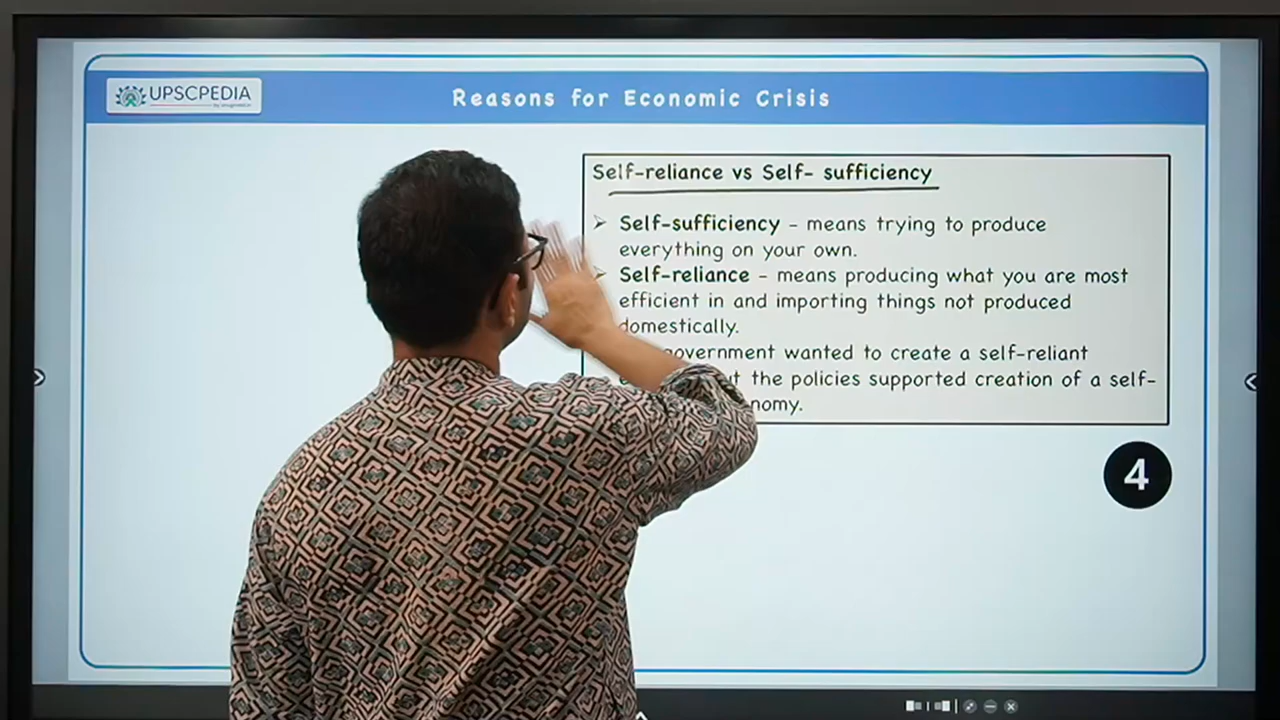 UPSCPEDIA
Reasons for Economic Crisis
Self-reliance vs Self- sufficiency
➢ Self-sufficiency - means trying to produce
everything on your own.
Self-reliance - means producing what you are most
efficient in and importing things not produced
domestically.
government wanted to create a self-reliant
the policies supported creation of a self-
4